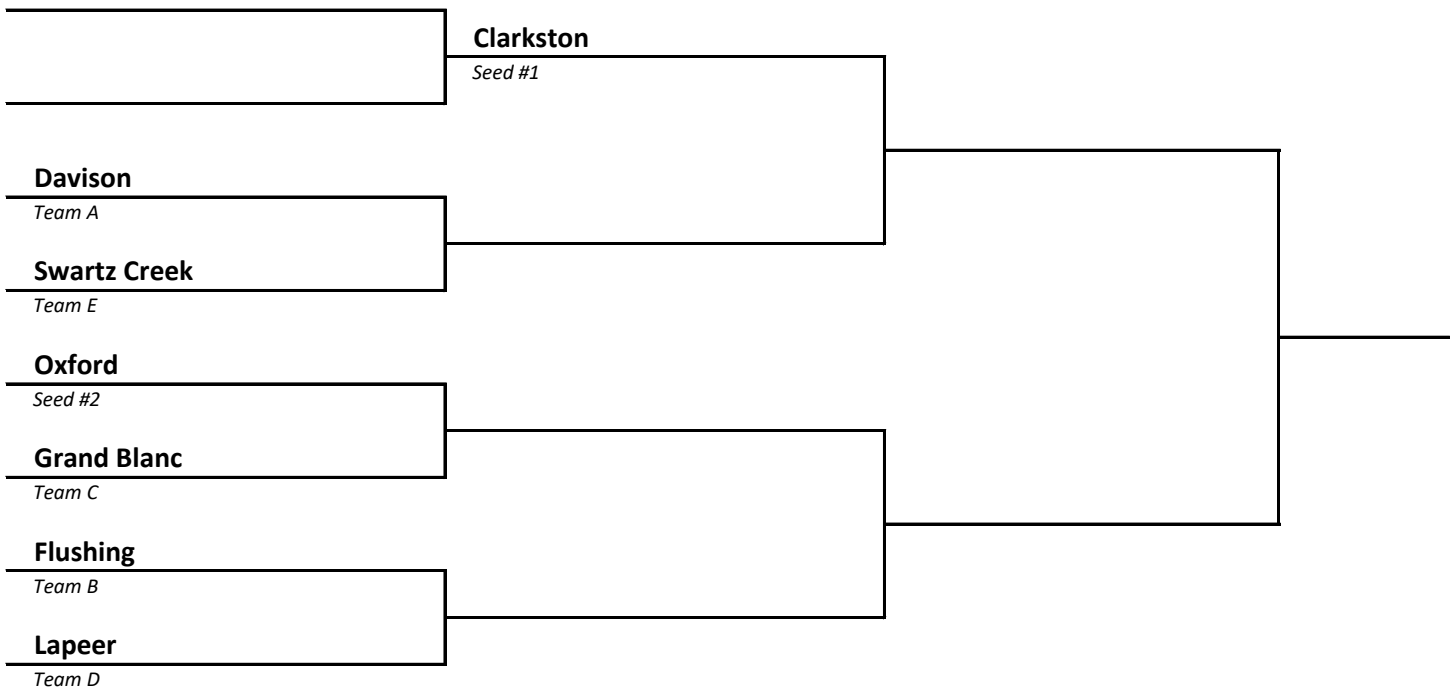 Clarkston
Seed #1
Davison
Team A
Swartz Creek
Team E
Oxford
Seed #2
Grand Blanc
Team C
Flushing
Team B
Lapeer
Team D